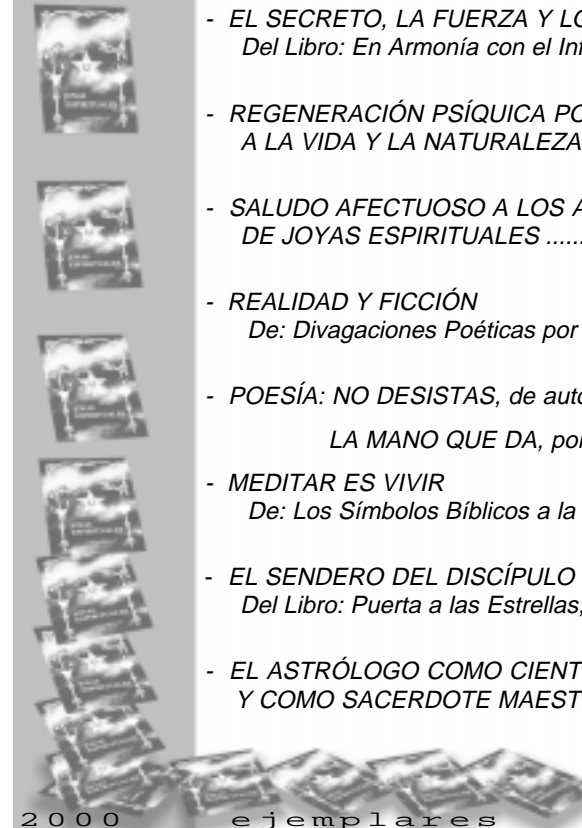 - EL SECRETO, LA FUERZA Y LO
Del Libro: En Armonía con el Inf
- REGENERACIÓN PSÍQUICA PO
A LA VIDA Y LA NATURALEZA
- SALUDO AFECTUOSO A LOS A
DE JOYAS ESPIRITUALES ......
- REALIDAD Y FICCIÓN
De: Divagaciones Poéticas por
- POESÍA: NO DESISTAS, de auto
LA MANO QUE DA, por
- MEDITAR ES VIVIR
De: Los Símbolos Bíblicos a la
- EL SENDERO DEL DISCÍPULO
Del Libro: Puerta a las Estrellas,
- EL ASTRÓLOGO COMO CIENT
Y COMO SACERDOTE MAEST
2000 ejemplares